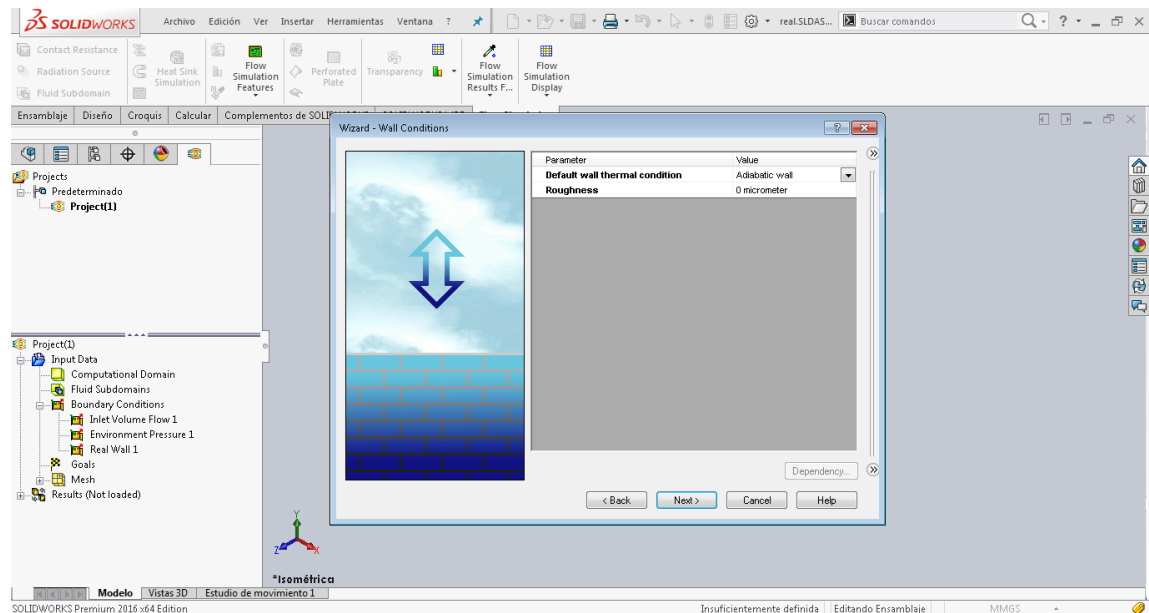 SOLIDWORKS Archivo Edición Ver Insertar Herramientas Ventana ? real.SLDAS... Buscar comandos ?
Contact Resistance
Radiation Source
Fluid Subdomain
Heat Sink Simulation
Flow Simulation Features
Perforated Plate
Transparency
Flow Simulation Results F...
Flow Simulation Display
Ensamblaje Diseño Croquis Calcular Complementos de SOLI
Projects
Predeterminado
Project(1)
Project(1)
Input Data
Computational Domain
Fluid Subdomains
Boundary Conditions
Inlet Volume Flow 1
Environment Pressure 1
Real Wall 1
Goals
Mesh
Results (Not loaded)
Wizard - Wall Conditions
Parameter Value
Default wall thermal condition Adiabatic wall
Roughness 0 micrometer
Dependency...
< Back Next > Cancel Help
Y
Z X
*Isométrica
Modelo Vistas 3D Estudio de movimiento 1
SOLIDWORKS Premium 2016 x64 Edition Insuficientemente definida Editando Ensamblaje MMGS